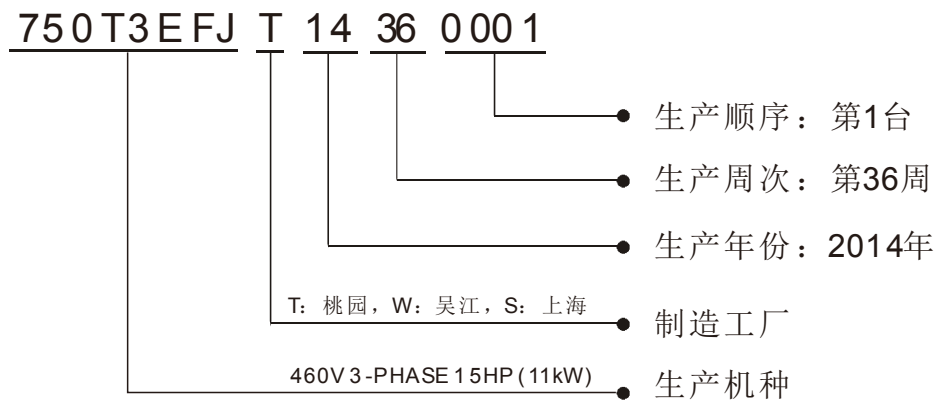 750T3EFJ T 14 36 0001
生产顺序：第1台
生产周次：第36周
生产年份：2014年
T：桃园，W：吴江，S：上海
制造工厂
460V 3-PHASE 15HP (11kW)
生产机种